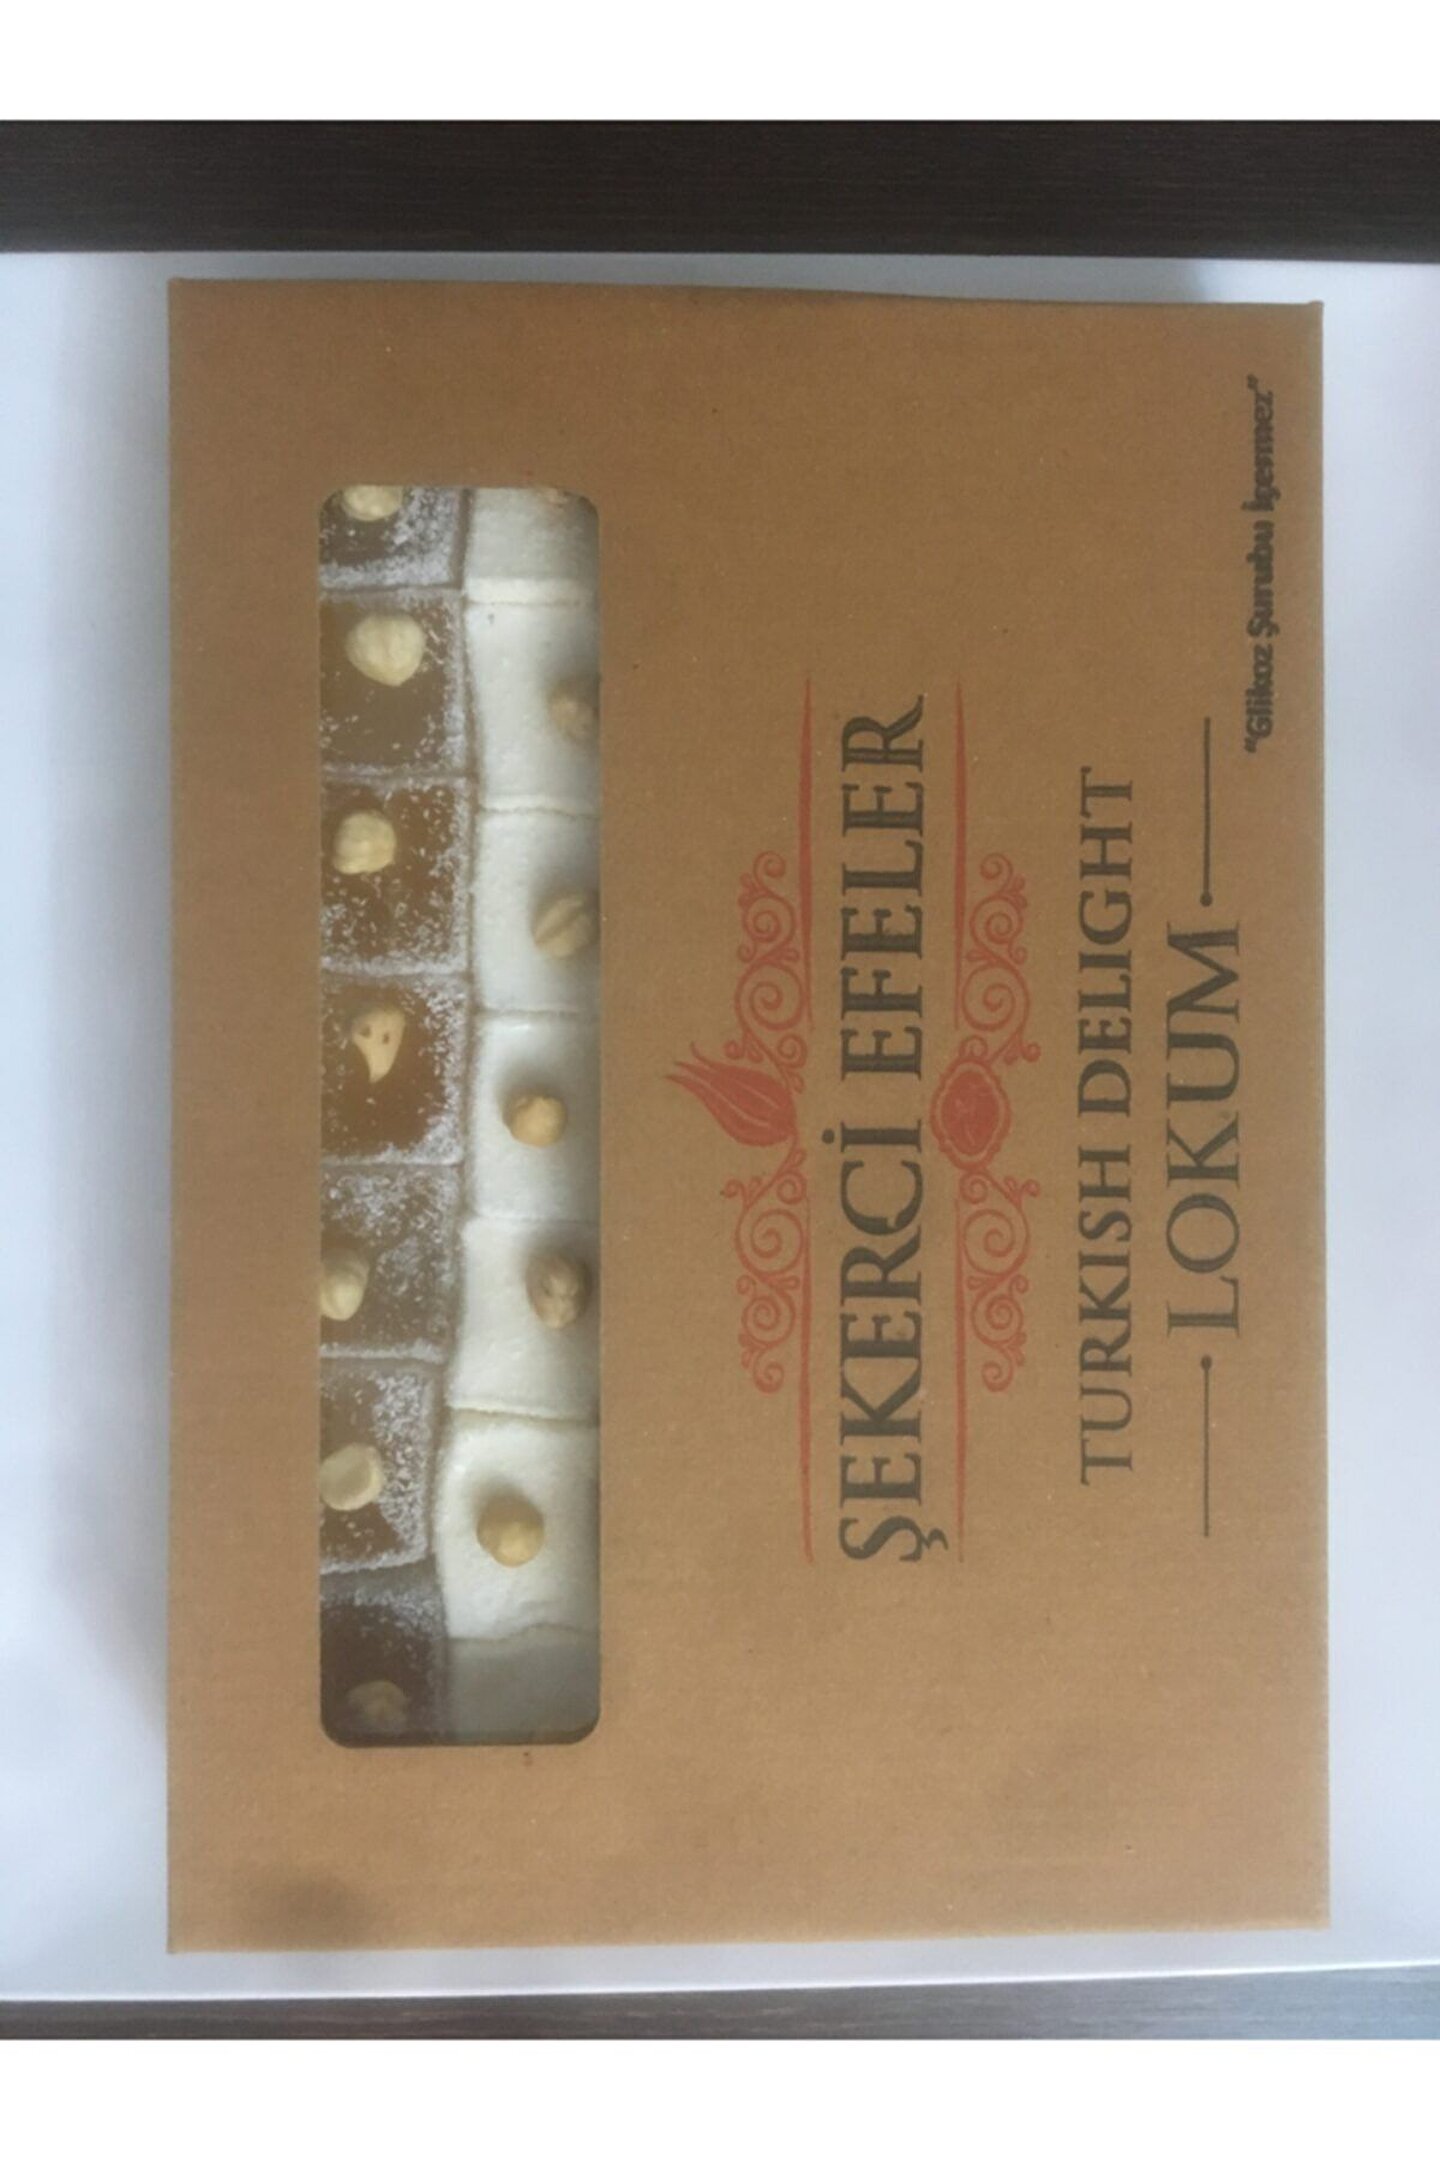 ŞEKERCİ EFELER
TURKISH DELIGHT
LOKUM
"Glikoz Şurubu İçermez"